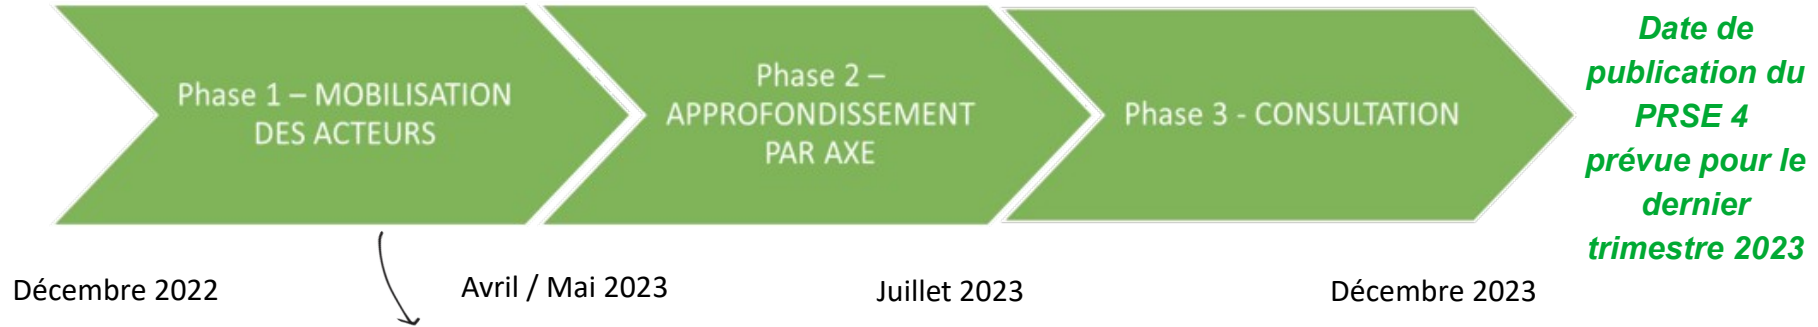 Phase 1 – MOBILISATION
DES ACTEURS
Phase 2 –
APPROFONDISSEMENT
PAR AXE
Phase 3 - CONSULTATION
Date de
publication du
PRSE 4
prévue pour le
dernier
trimestre 2023
Décembre 2022
Avril / Mai 2023
Juillet 2023
Décembre 2023